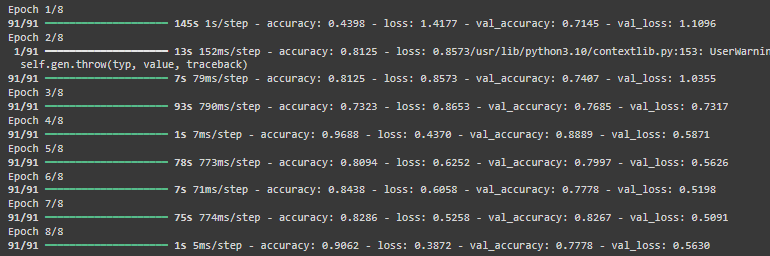 Epoch 1/8
91/91 ━━━━━━━━━━━━━━━━━━━━ 145s 1s/step - accuracy: 0.4398 - loss: 1.4177 - val_accuracy: 0.7145 - val_loss: 1.1096
Epoch 2/8
1/91 ━━━━━━━━━━━━━━━━━━━━ 13s 152ms/step - accuracy: 0.8125 - loss: 0.8573/usr/lib/python3.10/contextlib.py:153: UserWarnin
self.gen.throw(typ, value, traceback)
91/91 ━━━━━━━━━━━━━━━━━━━━ 7s 79ms/step - accuracy: 0.8125 - loss: 0.8573 - val_accuracy: 0.7407 - val_loss: 1.0355
Epoch 3/8
91/91 ━━━━━━━━━━━━━━━━━━━━ 93s 790ms/step - accuracy: 0.7323 - loss: 0.8653 - val_accuracy: 0.7685 - val_loss: 0.7317
Epoch 4/8
91/91 ━━━━━━━━━━━━━━━━━━━━ 1s 7ms/step - accuracy: 0.9688 - loss: 0.4370 - val_accuracy: 0.8889 - val_loss: 0.5871
Epoch 5/8
91/91 ━━━━━━━━━━━━━━━━━━━━ 78s 773ms/step - accuracy: 0.8094 - loss: 0.6252 - val_accuracy: 0.7997 - val_loss: 0.5626
Epoch 6/8
91/91 ━━━━━━━━━━━━━━━━━━━━ 7s 71ms/step - accuracy: 0.8438 - loss: 0.6058 - val_accuracy: 0.7778 - val_loss: 0.5198
Epoch 7/8
91/91 ━━━━━━━━━━━━━━━━━━━━ 75s 774ms/step - accuracy: 0.8286 - loss: 0.5258 - val_accuracy: 0.8267 - val_loss: 0.5091
Epoch 8/8
91/91 ━━━━━━━━━━━━━━━━━━━━ 1s 5ms/step - accuracy: 0.9062 - loss: 0.3872 - val_accuracy: 0.7778 - val_loss: 0.5630